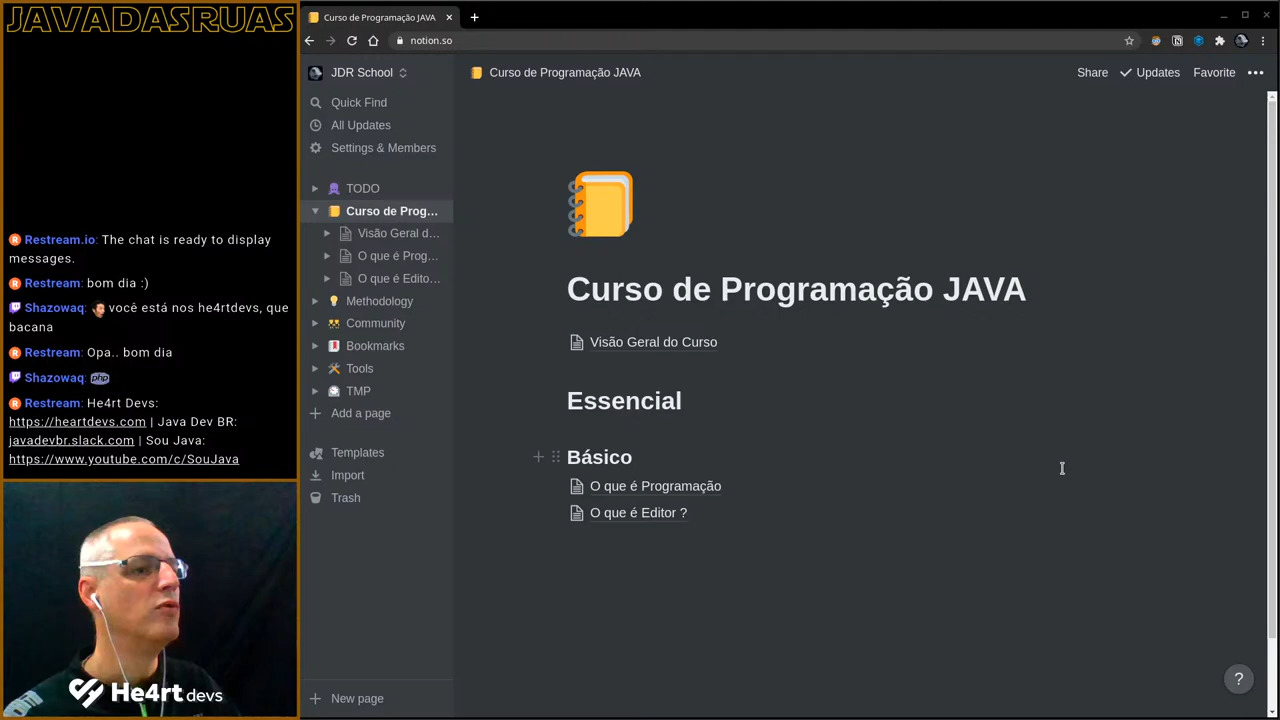 JAVADASRUAS
Restream.io: The chat is ready to display
messages.
Restream: bom dia :)
Shazowaq: você está nos he4rtdevs, que
bacana
Restream: Opa.. bom dia
Shazowaq: php
Restream: He4rt Devs:
https://heartdevs.com | Java Dev BR:
javadevbr.slack.com | Sou Java:
https://www.youtube.com/c/SouJava
He4rt devs
Curso de Programação JAVA
notion.so
JDR School
Quick Find
All Updates
Settings & Members
TODO
Curso de Prog...
Visão Geral d...
O que é Prog...
O que é Edito...
Methodology
Community
Bookmarks
Tools
TMP
Add a page
Templates
Import
Trash
New page
Curso de Programação JAVA
Share
Updates
Favorite
Curso de Programação JAVA
Visão Geral do Curso
Essencial
Básico
O que é Programação
O que é Editor ?
?